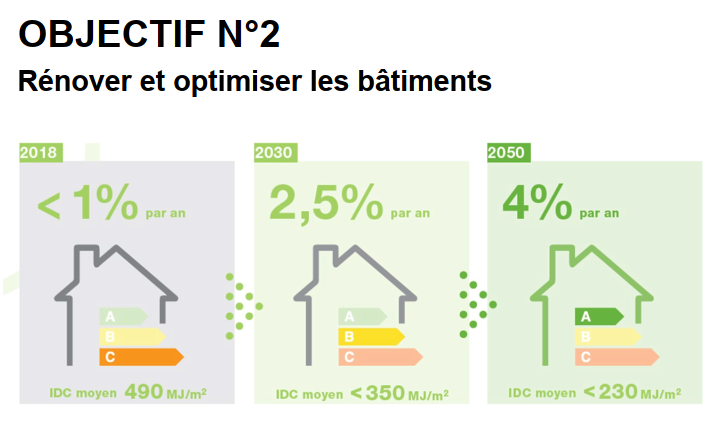 OBJECTIF N°2
Rénover et optimiser les bâtiments
2018
< 1% par an
A
B
C
IDC moyen 490 MJ/m²
2030
2,5% par an
A
B
C
IDC moyen <350 MJ/m²
2050
4% par an
A
B
C
IDC moyen <230 MJ/m²